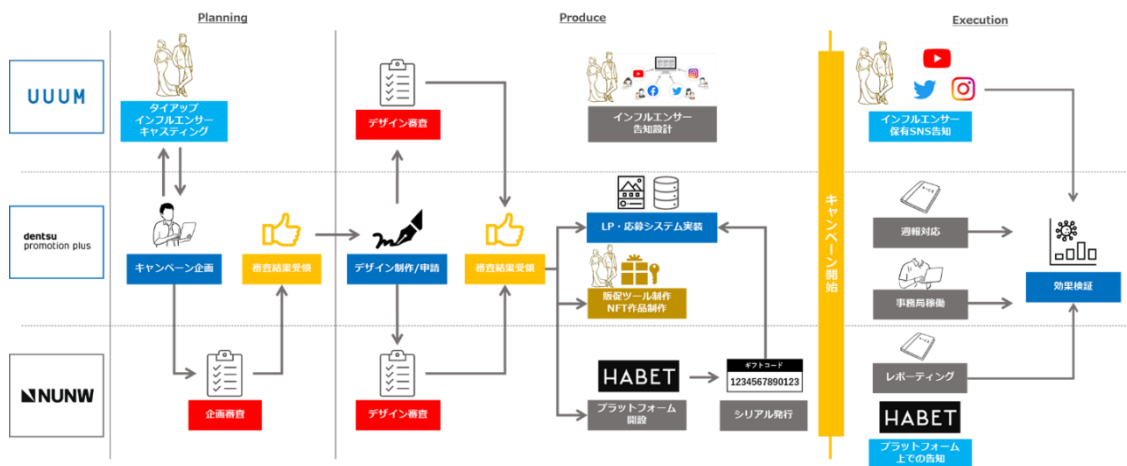 Planning
Produce
Execution
UUUM
タイアップ
インフルエンサー
キャスティング
デザイン審査
インフルエンサー
告知設計
インフルエンサー
保有SNS告知
dentsu
promotion plus
キャンペーン企画
審査結果受領
デザイン制作/申請
審査結果受領
LP・応募システム実装
販促ツール制作
NFT作品制作
キャンペーン開始
週報対応
事務局稼働
効果検証
NUNW
企画審査
デザイン審査
HABET
プラットフォーム
開設
ギフトコード
1234567890123
シリアル発行
レポーティング
HABET
プラットフォーム
上での告知